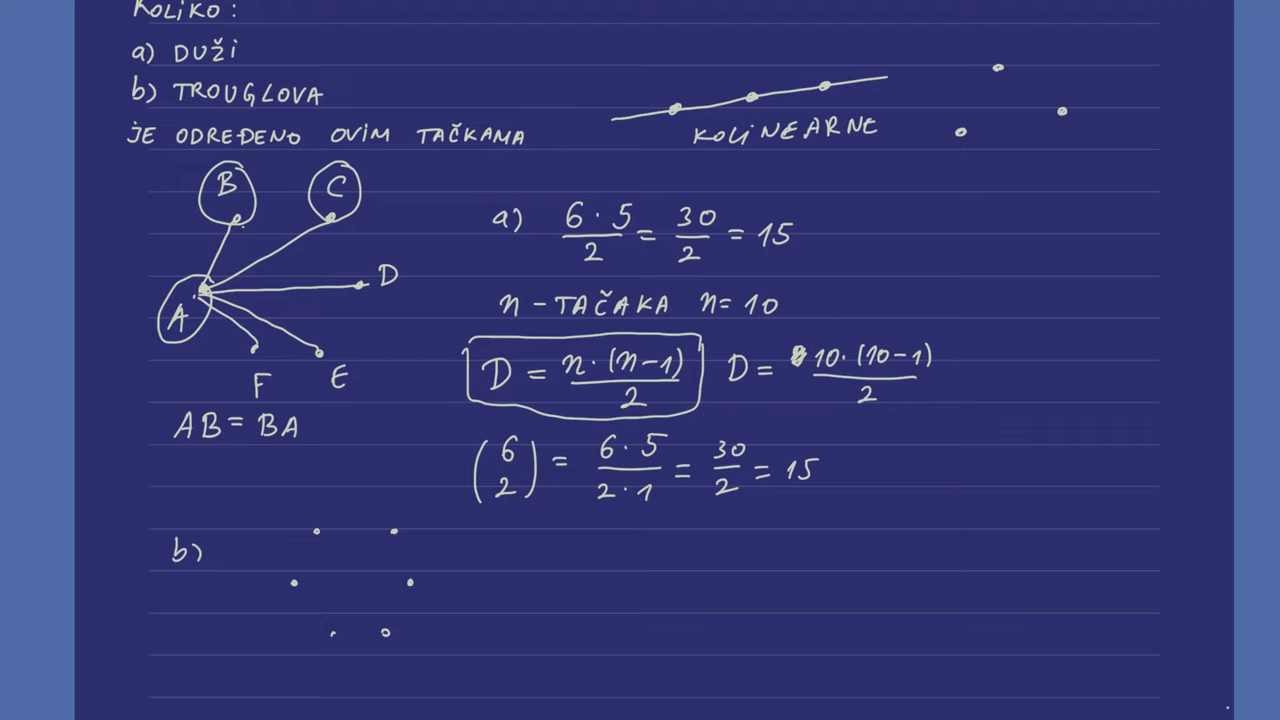 KOLIKO :
a) DUŽI
b) TROUGLOVA
JE ODREĐENO OVIM TAČKAMA
KOLINEARNE
B C
A D
F E
AB = BA
a) 6 · 5 / 2 = 30 / 2 = 15
n - TAČAKA n = 10
D = n · (n - 1) / 2 D = 10 · (10 - 1) / 2
(6 2) = 6 · 5 / 2 · 1 = 30 / 2 = 15
b)